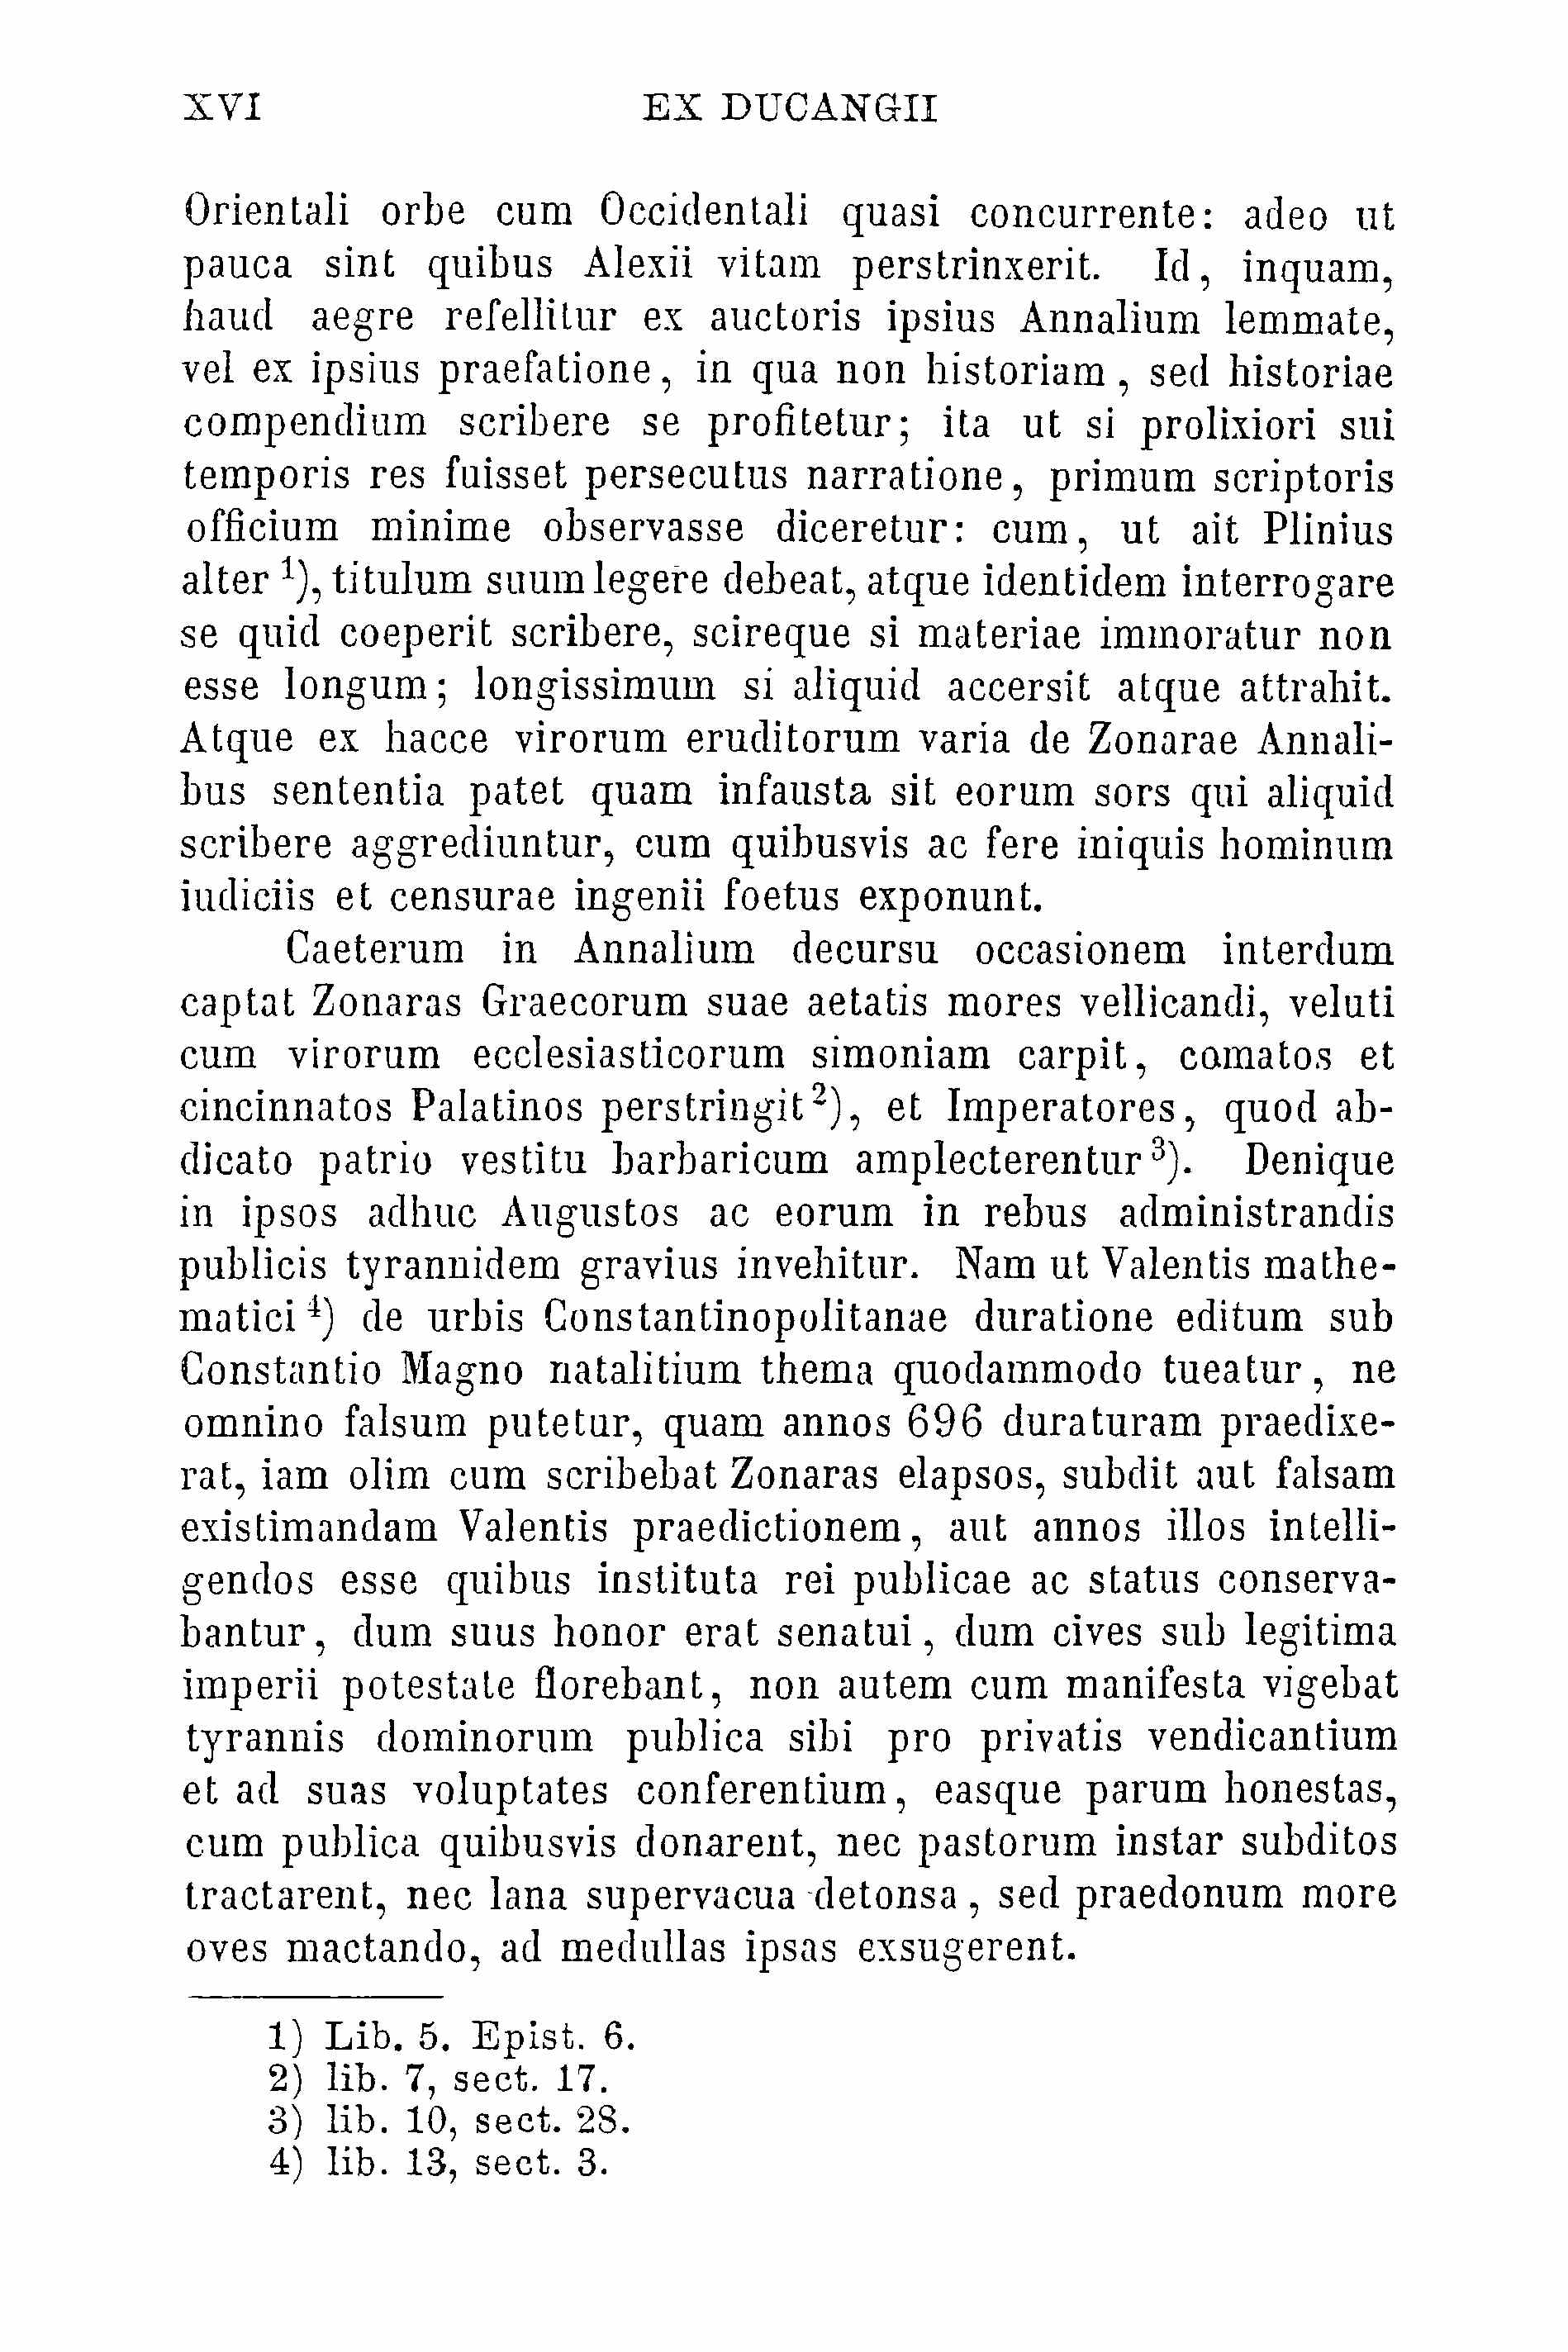 XVI EX DUCANGII
Orientali orbe cum Occidentali quasi concurrente: adeo ut
pauca sint quibus Alexii vitam perstrinxerit. Id, inquam,
haud aegre refellitur ex auctoris ipsius Annalium lemmate,
vel ex ipsius praefatione, in qua non historiam, sed historiae
compendium scribere se profitetur; ita ut si prolixiori sui
temporis res fuisset persecutus narratione, primum scriptoris
officium minime observasse diceretur: cum, ut ait Plinius
alter ¹), titulum suum legere debeat, atque identidem interrogare
se quid coeperit scribere, scireque si materiae immoratur non
esse longum; longissimum si aliquid accersit atque attrahit.
Atque ex hacce virorum eruditorum varia de Zonarae Annali-
bus sententia patet quam infausta sit eorum sors qui aliquid
scribere aggrediuntur, cum quibusvis ac fere iniquis hominum
iudiciis et censurae ingenii foetus exponunt.
Caeterum in Annalium decursu occasionem interdum
captat Zonaras Graecorum suae aetatis mores vellicandi, veluti
cum virorum ecclesiasticorum simoniam carpit, comatos et
cincinnatos Palatinos perstringit²), et Imperatores, quod ab-
dicato patrio vestitu barbaricum amplecterentur³). Denique
in ipsos adhuc Augustos ac eorum in rebus administrandis
publicis tyrannidem gravius invehitur. Nam ut Valentis mathe-
matici⁴) de urbis Constantinopolitanae duratione editum sub
Constantio Magno natalitium thema quodammodo tueatur, ne
omnino falsum putetur, quam annos 696 duraturam praedixe-
rat, iam olim cum scribebat Zonaras elapsos, subdit aut falsam
existimandam Valentis praedictionem, aut annos illos intelli-
gendos esse quibus instituta rei publicae ac status conserva-
bantur, dum suus honor erat senatui, dum cives sub legitima
imperii potestate florebant, non autem cum manifesta vigebat
tyrannis dominorum publica sibi pro privatis vendicantium
et ad suas voluptates conferentium, easque parum honestas,
cum publica quibusvis donarent, nec pastorum instar subditos
tractarent, nec lana supervacua detonsa, sed praedonum more
oves mactando, ad medullas ipsas exsugerent.
1) Lib. 5. Epist. 6.
2) lib. 7, sect. 17.
3) lib. 10, sect. 28.
4) lib. 13, sect. 3.